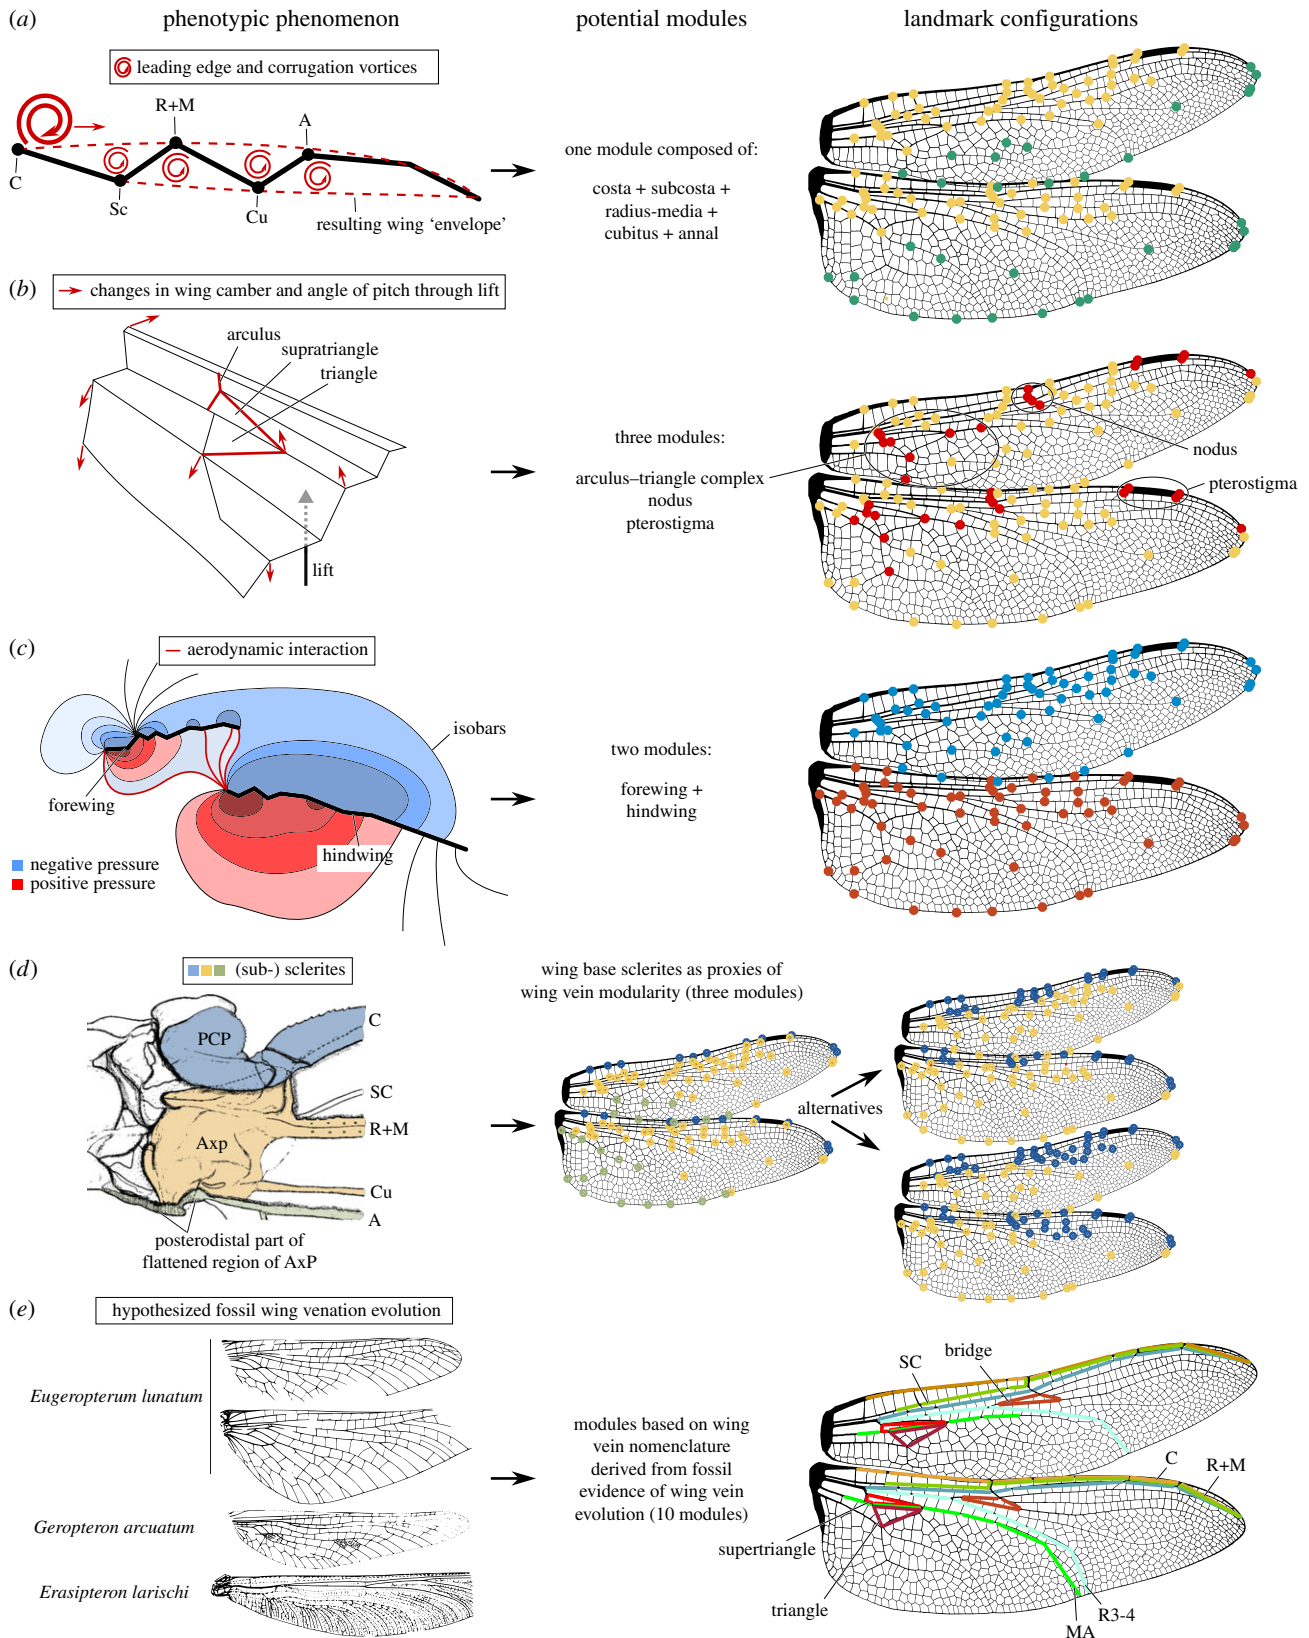 (a)
phenotypic phenomenon
potential modules
landmark configurations
leading edge and corrugation vortices
R+M
A
C
Sc
Cu
resulting wing ‘envelope’
one module composed of:
costa + subcosta +
radius-media +
cubitus + annal
(b)
changes in wing camber and angle of pitch through lift
arculus
supratriangle
triangle
lift
three modules:
arculus–triangle complex
nodus
pterostigma
nodus
pterostigma
(c)
aerodynamic interaction
isobars
forewing
hindwing
negative pressure
positive pressure
two modules:
forewing +
hindwing
(d)
(sub-) sclerites
PCP
C
SC
R+M
Axp
Cu
A
posterodistal part of
flattened region of AxP
wing base sclerites as proxies of
wing vein modularity (three modules)
alternatives
(e)
hypothesized fossil wing venation evolution
Eugeropterum lunatum
Geropteron arcuatum
Erasipteron larischi
modules based on wing
vein nomenclature
derived from fossil
evidence of wing vein
evolution (10 modules)
SC
bridge
C
R+M
supertriangle
triangle
R3-4
MA